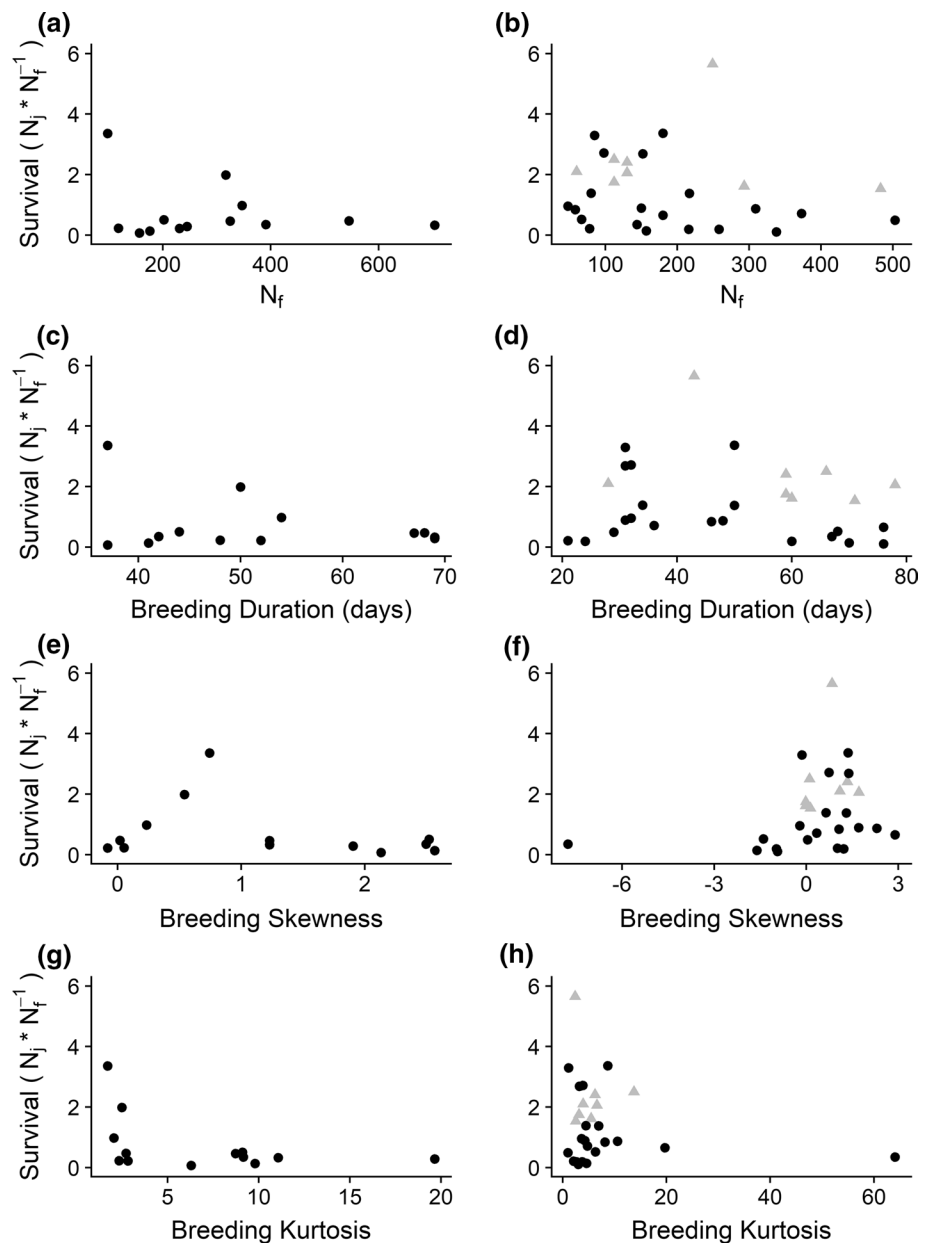 (a)
Survival ( Nj * Nf⁻¹ )
6
4
2
0
200 400 600
Nf
(b)
6
4
2
0
100 200 300 400 500
Nf
(c)
Survival ( Nj * Nf⁻¹ )
6
4
2
0
40 50 60 70
Breeding Duration (days)
(d)
6
4
2
0
20 40 60 80
Breeding Duration (days)
(e)
Survival ( Nj * Nf⁻¹ )
6
4
2
0
0 1 2
Breeding Skewness
(f)
6
4
2
0
-6 -3 0 3
Breeding Skewness
(g)
Survival ( Nj * Nf⁻¹ )
6
4
2
0
5 10 15 20
Breeding Kurtosis
(h)
6
4
2
0
0 20 40 60
Breeding Kurtosis